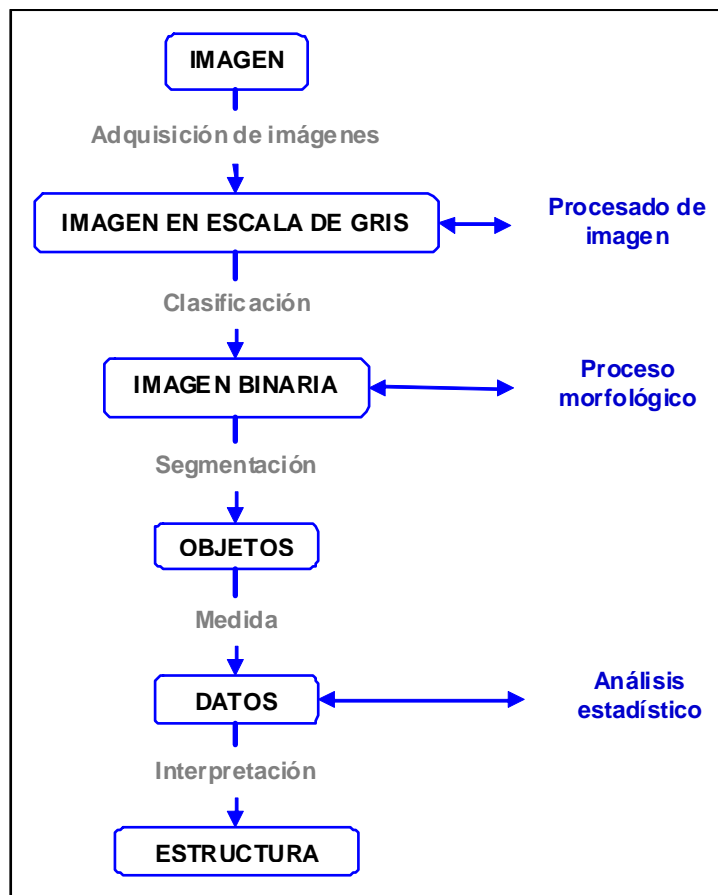 IMAGEN
Adquisición de imágenes
IMAGEN EN ESCALA DE GRIS
Procesado de
imagen
Clasificación
IMAGEN BINARIA
Proceso
morfológico
Segmentación
OBJETOS
Medida
DATOS
Análisis
estadístico
Interpretación
ESTRUCTURA